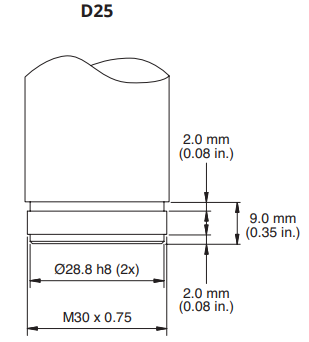 D25
2.0 mm
(0.08 in.)
9.0 mm
(0.35 in.)
Ø28.8 h8 (2x)
2.0 mm
(0.08 in.)
M30 x 0.75